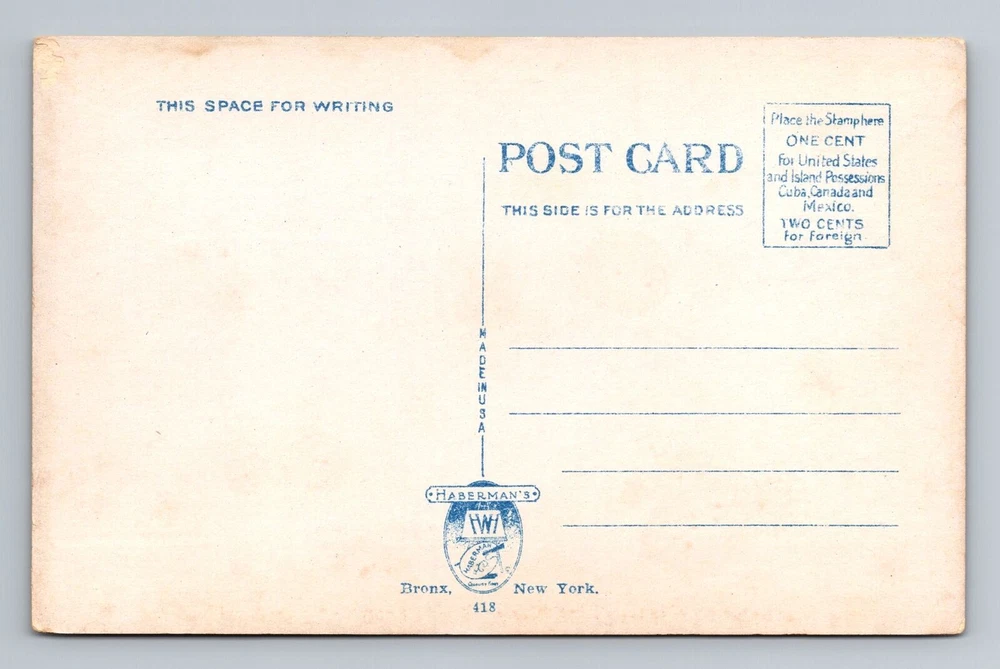 THIS SPACE FOR WRITING
POST CARD
THIS SIDE IS FOR THE ADDRESS
Place the Stamp here
ONE CENT
For United States
and Island Possessions
Cuba, Canada and
Mexico.
TWO CENTS
For Foreign
MADE IN USA
HABERMAN'S
HWH
HABERMAN
Bronx, New York.
418